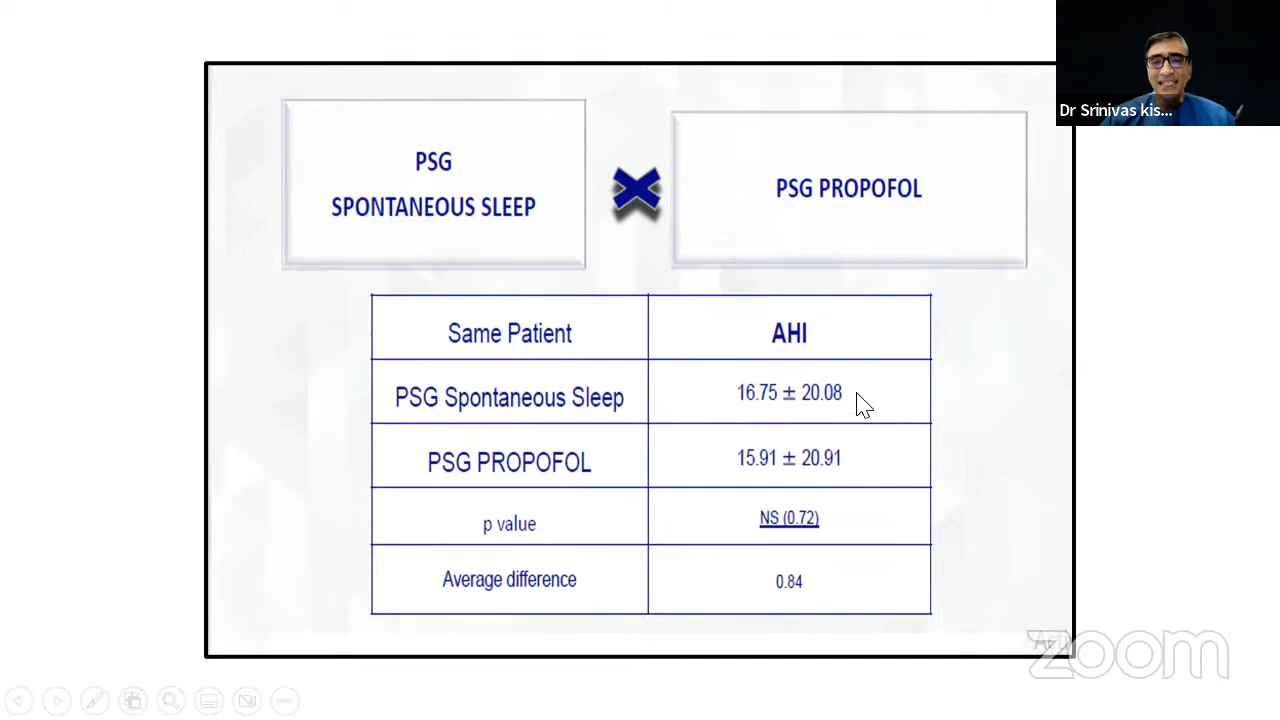 Dr Srinivas kis...
PSG
SPONTANEOUS SLEEP
PSG PROPOFOL
Same Patient AHI
PSG Spontaneous Sleep 16.75 ± 20.08
PSG PROPOFOL 15.91 ± 20.91
p value NS (0.72)
Average difference 0.84
zoom